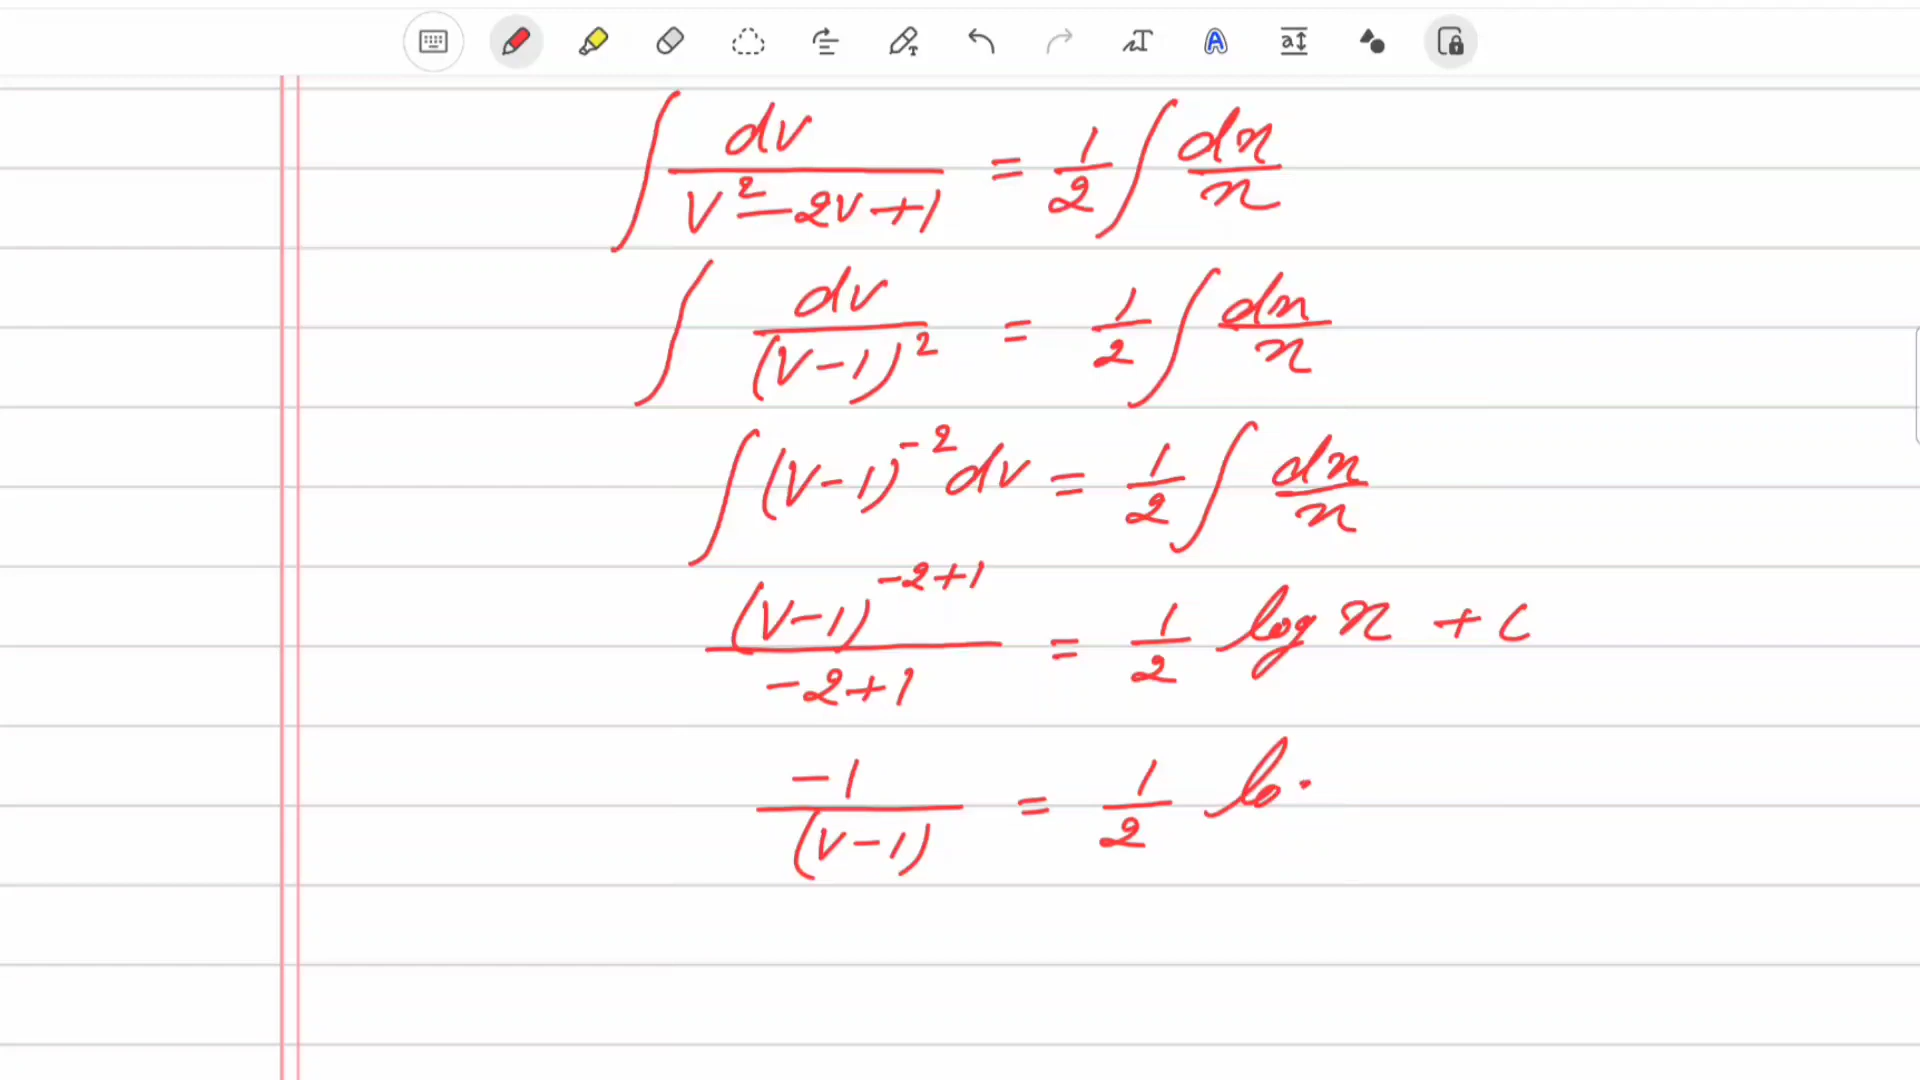 ∫ dv / (v² − 2v + 1) = 1/2 ∫ dx / x
∫ dv / (v−1)² = 1/2 ∫ dx / x
∫ (v−1)⁻² dv = 1/2 ∫ dx / x
(v−1)^(−2+1) / (−2+1) = 1/2 log x + c
−1 / (v−1) = 1/2 lo